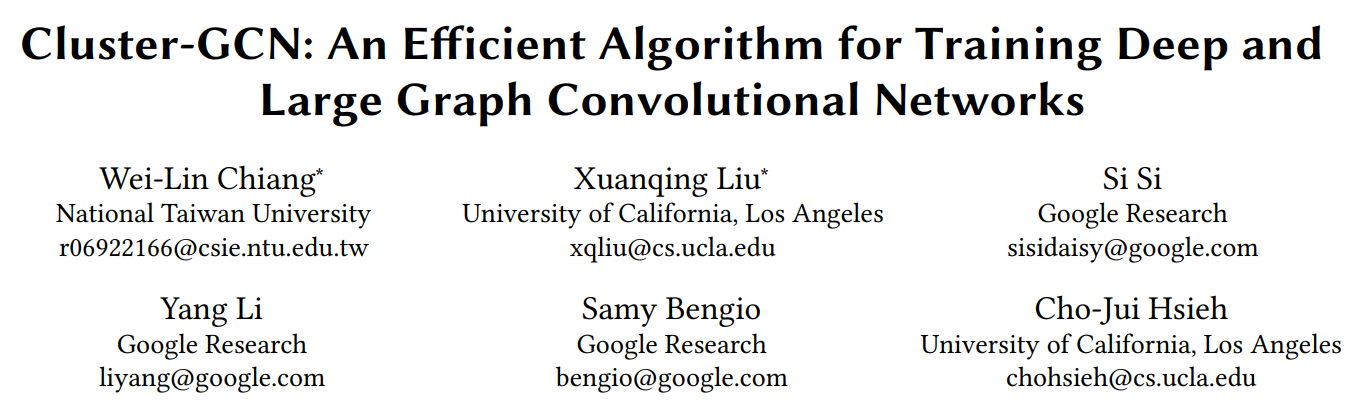 Cluster-GCN: An Efficient Algorithm for Training Deep and
Large Graph Convolutional Networks
Wei-Lin Chiang*
National Taiwan University
r06922166@csie.ntu.edu.tw
Xuanqing Liu*
University of California, Los Angeles
xqliu@cs.ucla.edu
Si Si
Google Research
sisidaisy@google.com
Yang Li
Google Research
liyang@google.com
Samy Bengio
Google Research
bengio@google.com
Cho-Jui Hsieh
University of California, Los Angeles
chohsieh@cs.ucla.edu